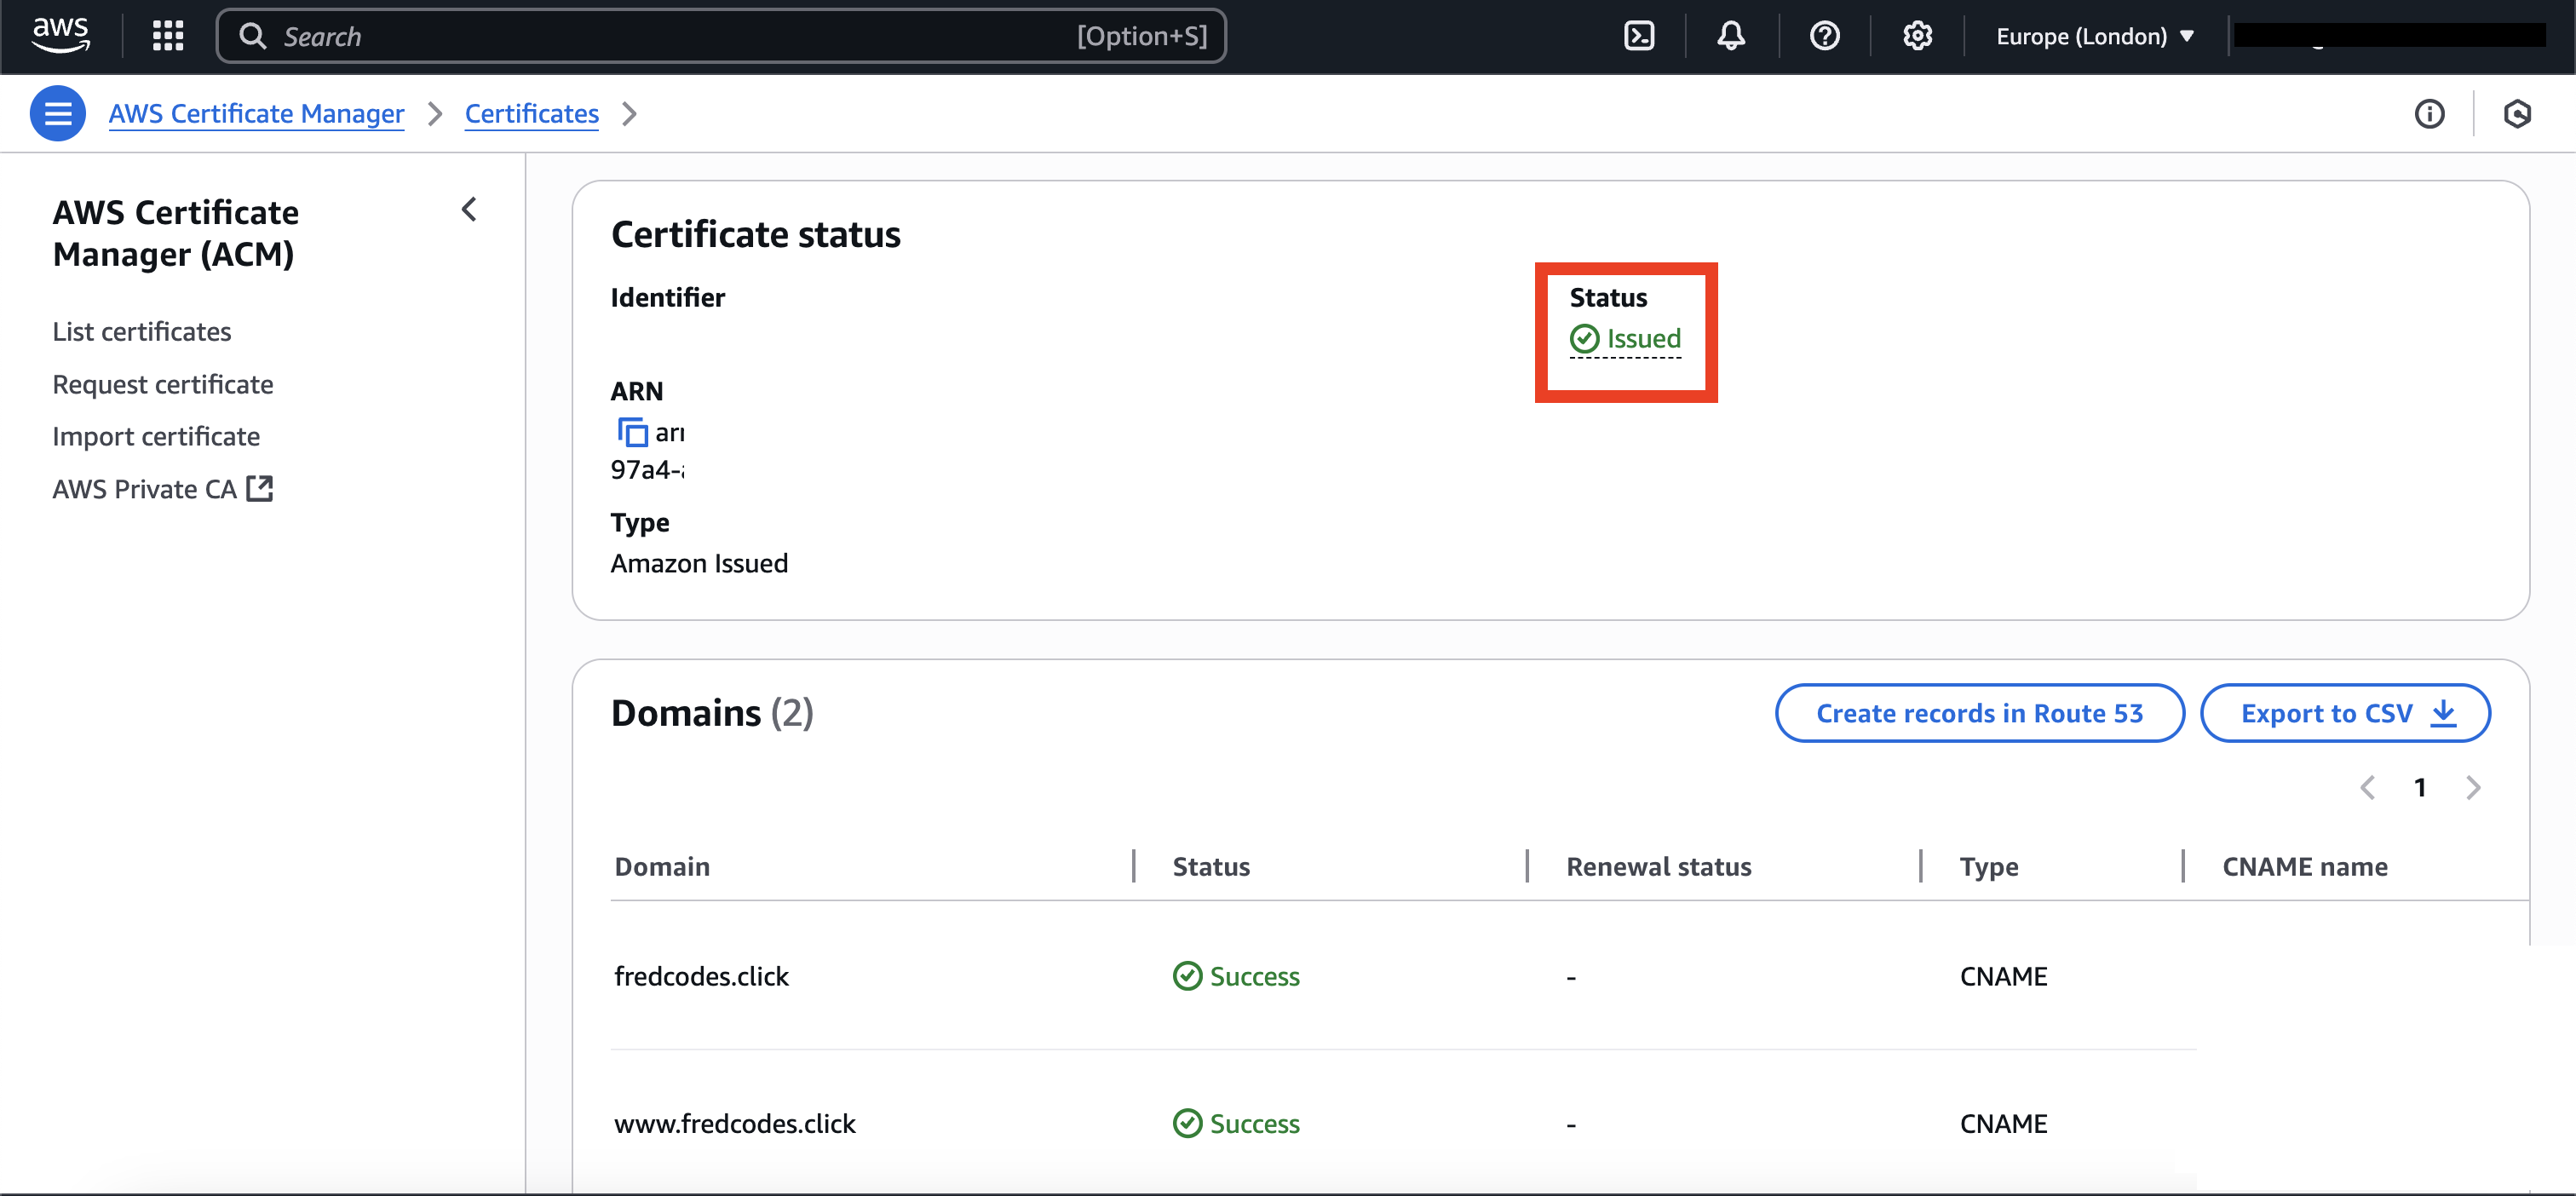 aws
Search [Option+S] Europe (London)
AWS Certificate Manager Certificates
AWS Certificate
Manager (ACM)
List certificates
Request certificate
Import certificate
AWS Private CA
Certificate status
Identifier
Status
Issued
ARN
97a4-
Type
Amazon Issued
Domains (2)
Create records in Route 53 Export to CSV
1
Domain Status Renewal status Type CNAME name
fredcodes.click Success - CNAME
www.fredcodes.click Success - CNAME